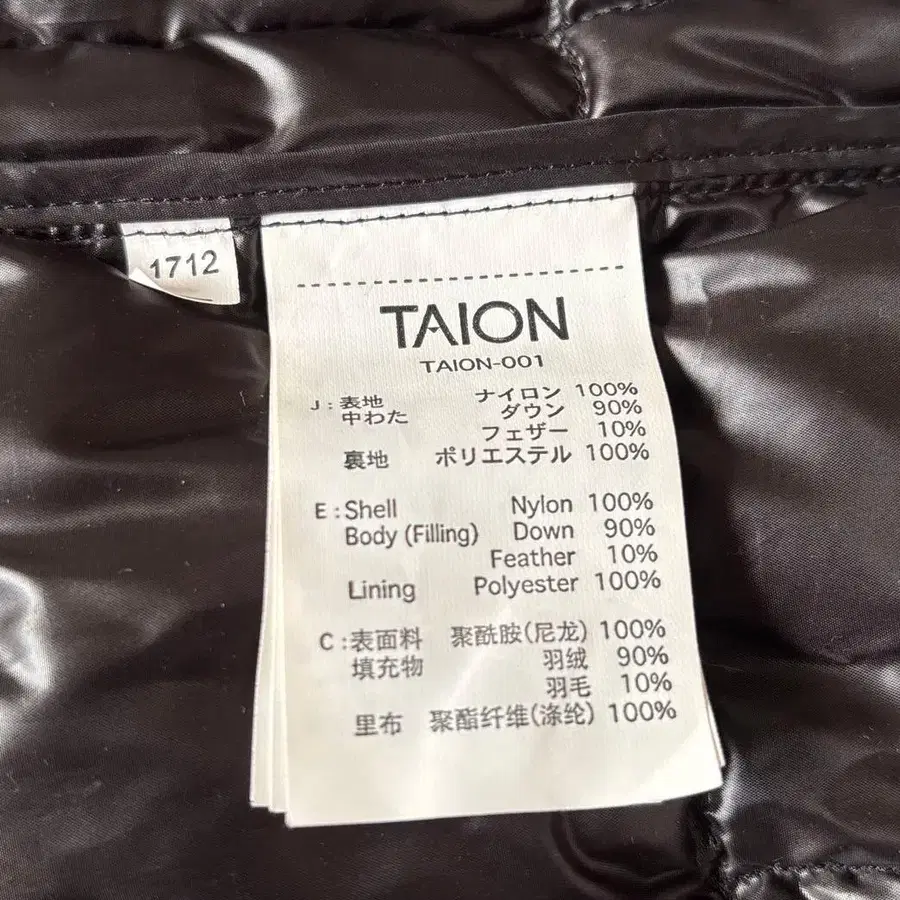 1712
TAION
TAION-001
J : 表地 ナイロン 100%
中わた ダウン 90%
フェザー 10%
裏地 ポリエステル 100%
E : Shell Nylon 100%
Body (Filling) Down 90%
Feather 10%
Lining Polyester 100%
C : 表面料 聚酰胺(尼龙) 100%
填充物 羽绒 90%
羽毛 10%
里布 聚酯纤维(涤纶) 100%